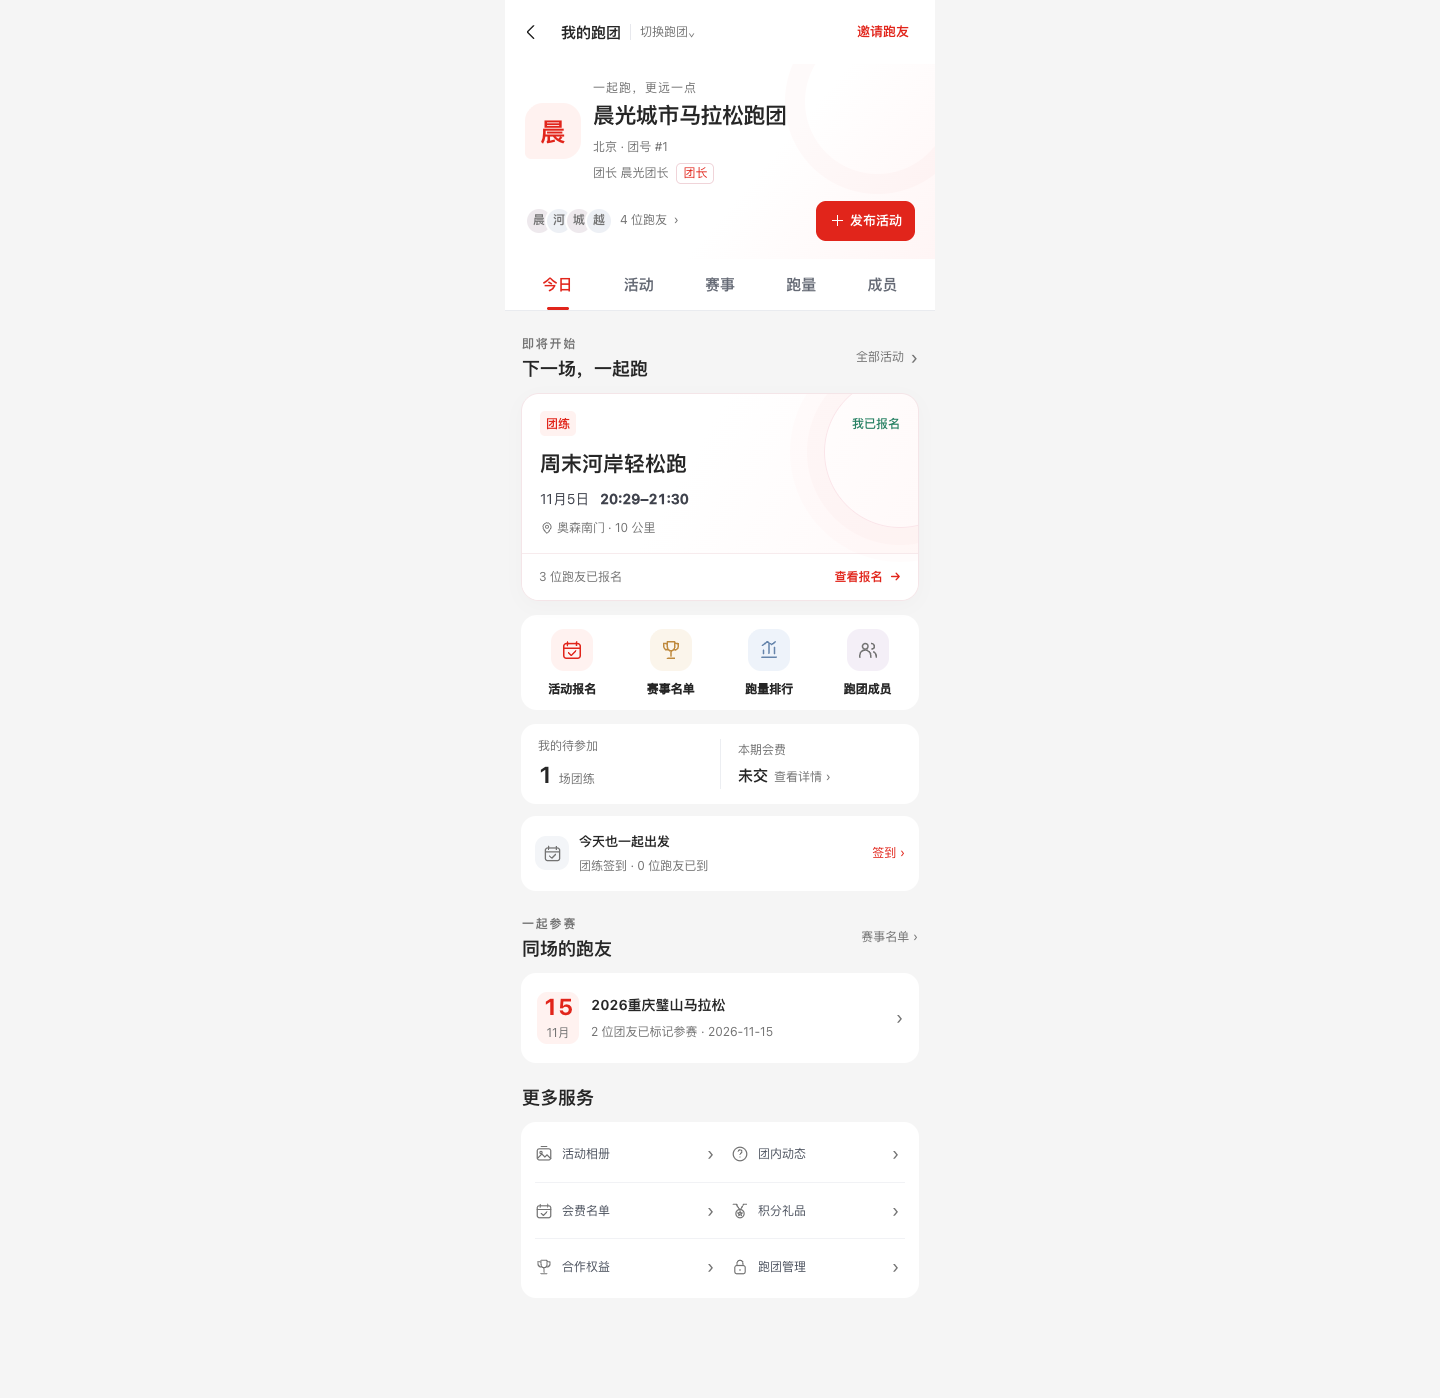 我的跑团 切换跑团 邀请跑友
一起跑，更远一点
晨
晨光城市马拉松跑团
北京 · 团号 #1
团长 晨光团长 团长
晨 河 城 越 4 位跑友 ›
发布活动
今日 活动 赛事 跑量 成员
即将开始
下一场，一起跑
全部活动 ›
团练 我已报名
周末河岸轻松跑
11月5日 20:29–21:30
奥森南门 · 10 公里
3 位跑友已报名 查看报名 →
活动报名 赛事名单 跑量排行 跑团成员
我的待参加
1 场团练
本期会费
未交 查看详情 ›
今天也一起出发
团练签到 · 0 位跑友已到
签到 ›
一起参赛
同场的跑友
赛事名单 ›
15
11月
2026重庆璧山马拉松
2 位团友已标记参赛 · 2026-11-15
›
更多服务
活动相册 › 团内动态 ›
会费名单 › 积分礼品 ›
合作权益 › 跑团管理 ›